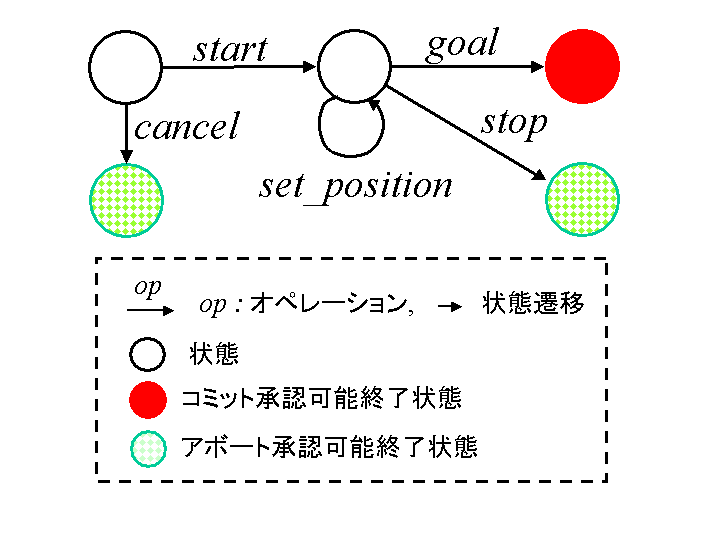 start
goal
cancel
stop
set_position
op
op : オペレーション, 状態遷移
状態
コミット承認可能終了状態
アボート承認可能終了状態